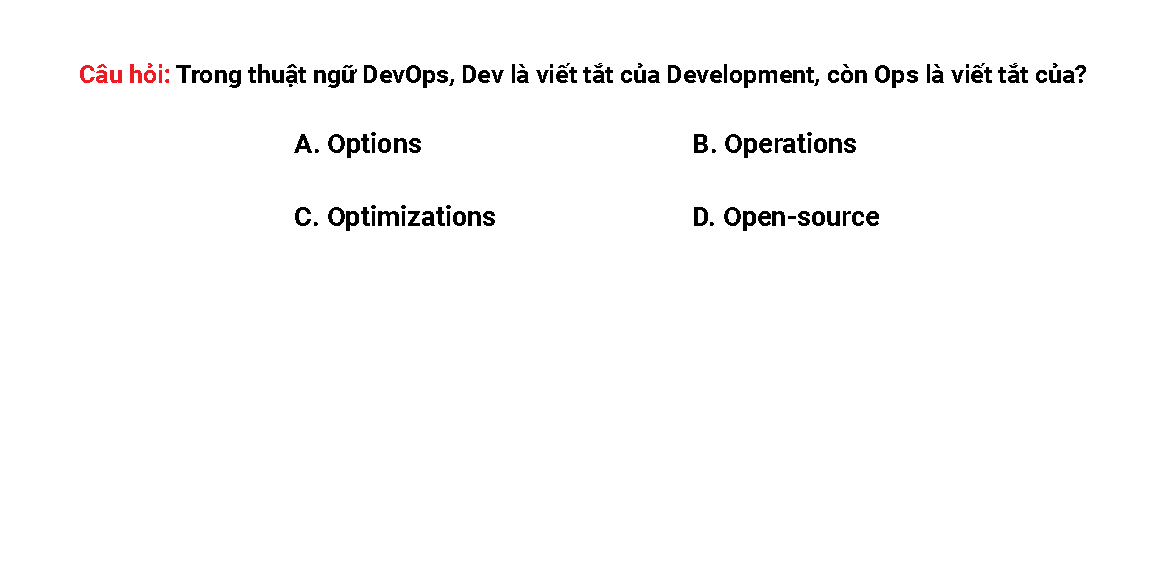 Câu hỏi: Trong thuật ngữ DevOps, Dev là viết tắt của Development, còn Ops là viết tắt của?
A. Options
B. Operations
C. Optimizations
D. Open-source